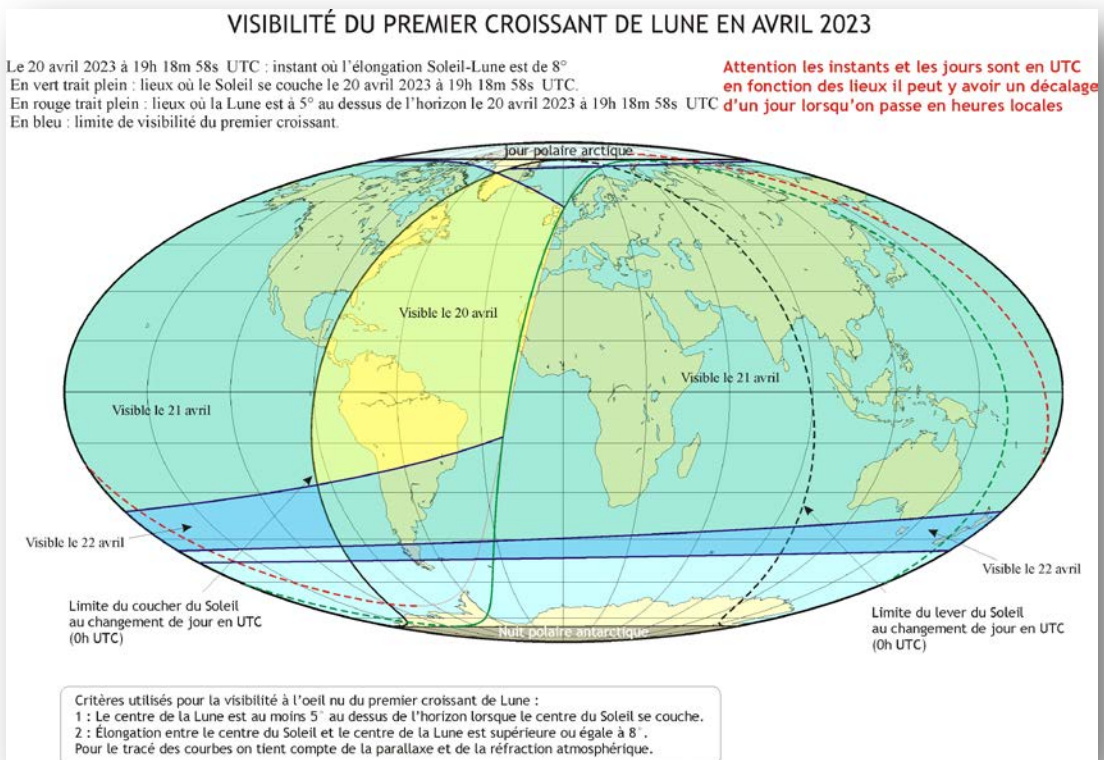 VISIBILITÉ DU PREMIER CROISSANT DE LUNE EN AVRIL 2023
Le 20 avril 2023 à 19h 18m 58s UTC : instant où l'élongation Soleil-Lune est de 8°
En vert trait plein : lieux où le Soleil se couche le 20 avril 2023 à 19h 18m 58s UTC.
En rouge trait plein : lieux où la Lune est à 5° au dessus de l'horizon le 20 avril 2023 à 19h 18m 58s UTC
En bleu : limite de visibilité du premier croissant.
Attention les instants et les jours sont en UTC
en fonction des lieux il peut y avoir un décalage
d'un jour lorsqu'on passe en heures locales
Jour polaire arctique
Visible le 20 avril
Visible le 21 avril
Visible le 21 avril
Visible le 22 avril
Visible le 22 avril
Limite du coucher du Soleil
au changement de jour en UTC
(0h UTC)
Limite du lever du Soleil
au changement de jour en UTC
(0h UTC)
Nuit polaire antarctique
Critères utilisés pour la visibilité à l'oeil nu du premier croissant de Lune :
1 : Le centre de la Lune est au moins 5° au dessus de l'horizon lorsque le centre du Soleil se couche.
2 : Élongation entre le centre du Soleil et le centre de la Lune est supérieure ou égale à 8°.
Pour le tracé des courbes on tient compte de la parallaxe et de la réfraction atmosphérique.